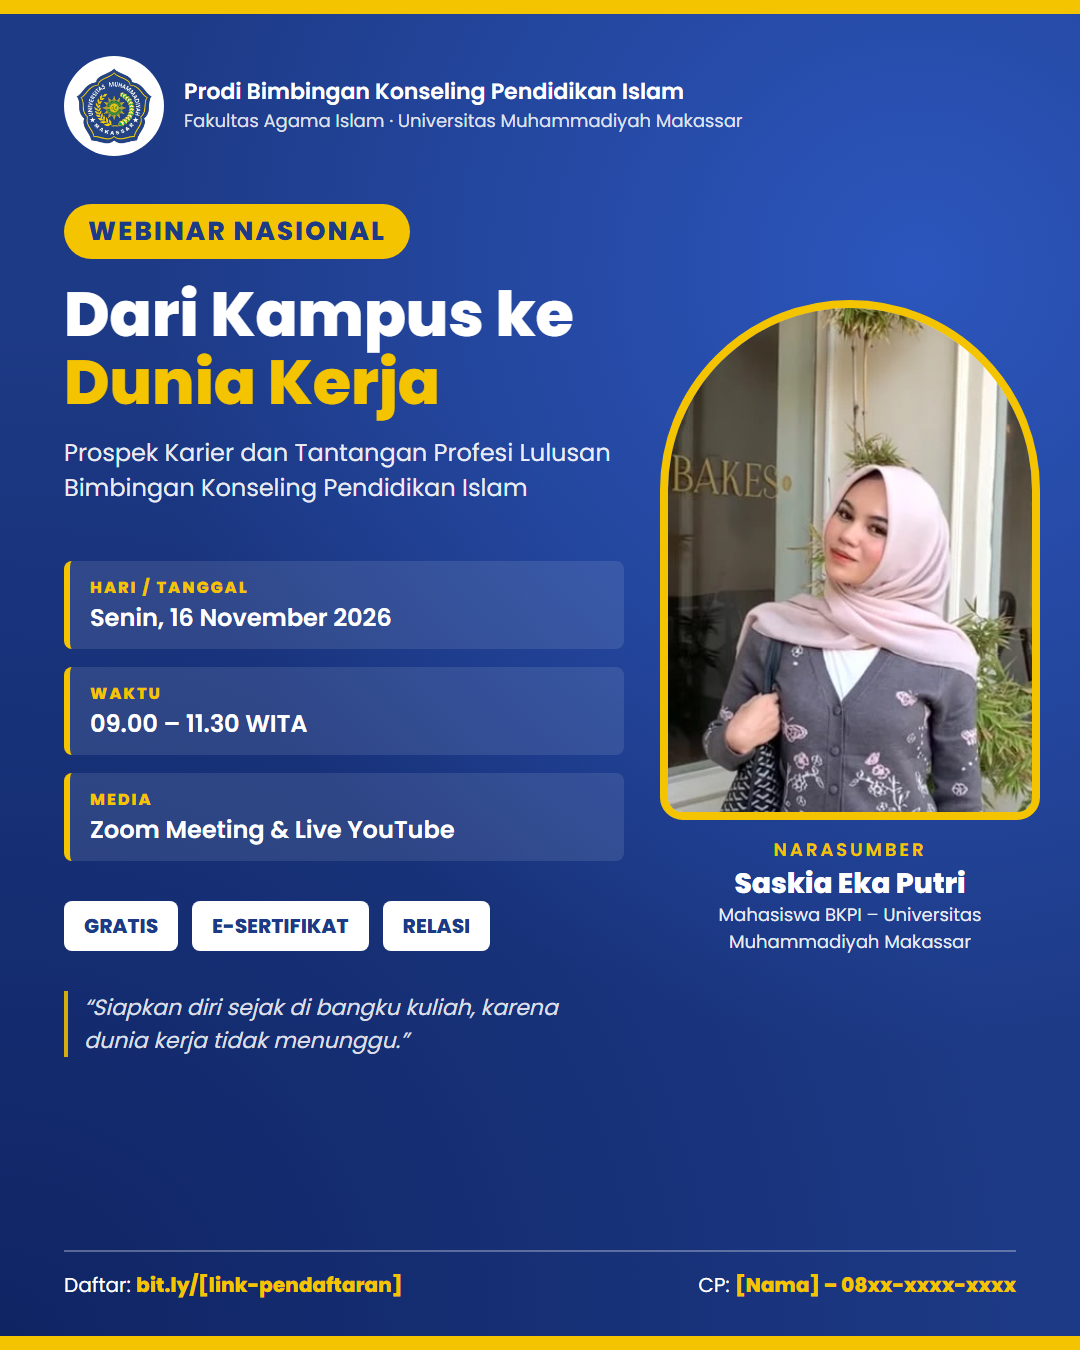 UNIVERSITAS MUHAMMADIYAH
MAKASSAR
Prodi Bimbingan Konseling Pendidikan Islam
Fakultas Agama Islam · Universitas Muhammadiyah Makassar
WEBINAR NASIONAL
Dari Kampus ke
Dunia Kerja
Prospek Karier dan Tantangan Profesi Lulusan
Bimbingan Konseling Pendidikan Islam
HARI / TANGGAL
Senin, 16 November 2026
WAKTU
09.00 – 11.30 WITA
MEDIA
Zoom Meeting & Live YouTube
GRATIS
E-SERTIFIKAT
RELASI
“Siapkan diri sejak di bangku kuliah, karena
dunia kerja tidak menunggu.”
BAKES
NARASUMBER
Saskia Eka Putri
Mahasiswa BKPI – Universitas
Muhammadiyah Makassar
Daftar: bit.ly/[link-pendaftaran]
CP: [Nama] – 08xx-xxxx-xxxx